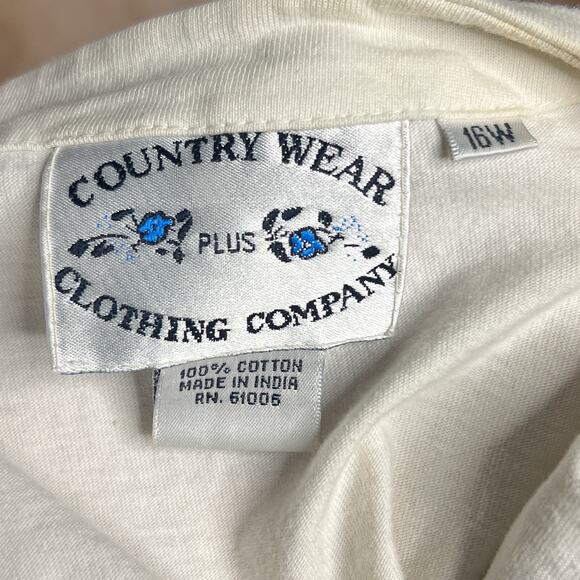 COUNTRY WEAR
PLUS
CLOTHING COMPANY
16W
100% COTTON
MADE IN INDIA
RN. 61006